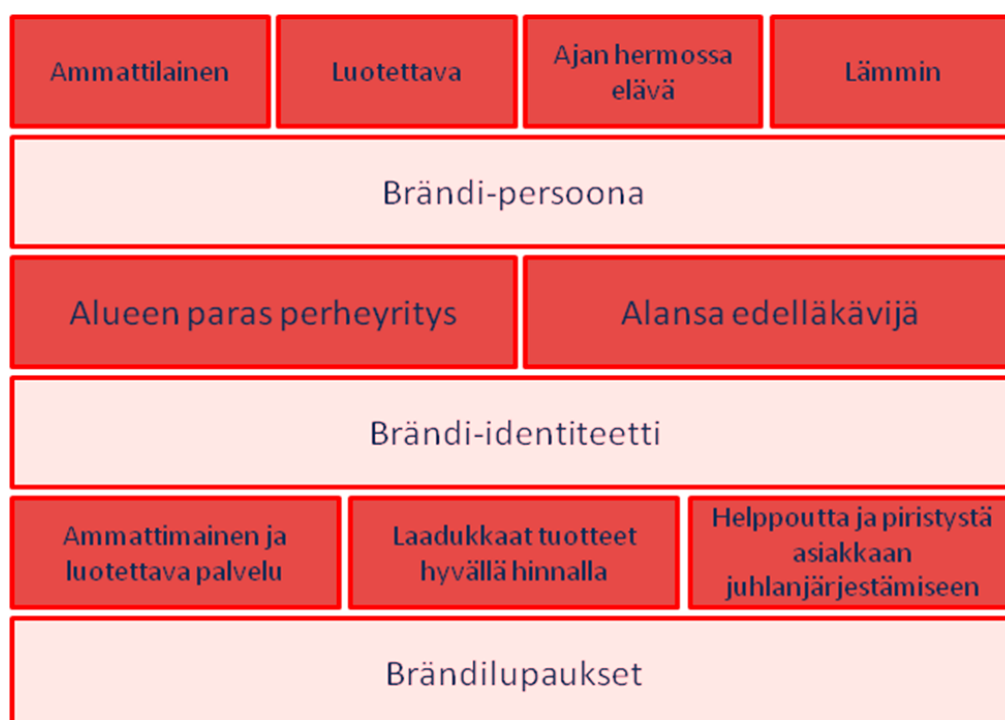 Ammattilainen
Luotettava
Ajan hermossa
elävä
Lämmin
Brändi-persoona
Alueen paras perheyritys
Alansa edelläkävijä
Brändi-identiteetti
Ammattimainen ja
luotettava palvelu
Laadukkaat tuotteet
hyvällä hinnalla
Helppoutta ja piristystä
asiakkaan
juhlanjärjestämiseen
Brändilupaukset